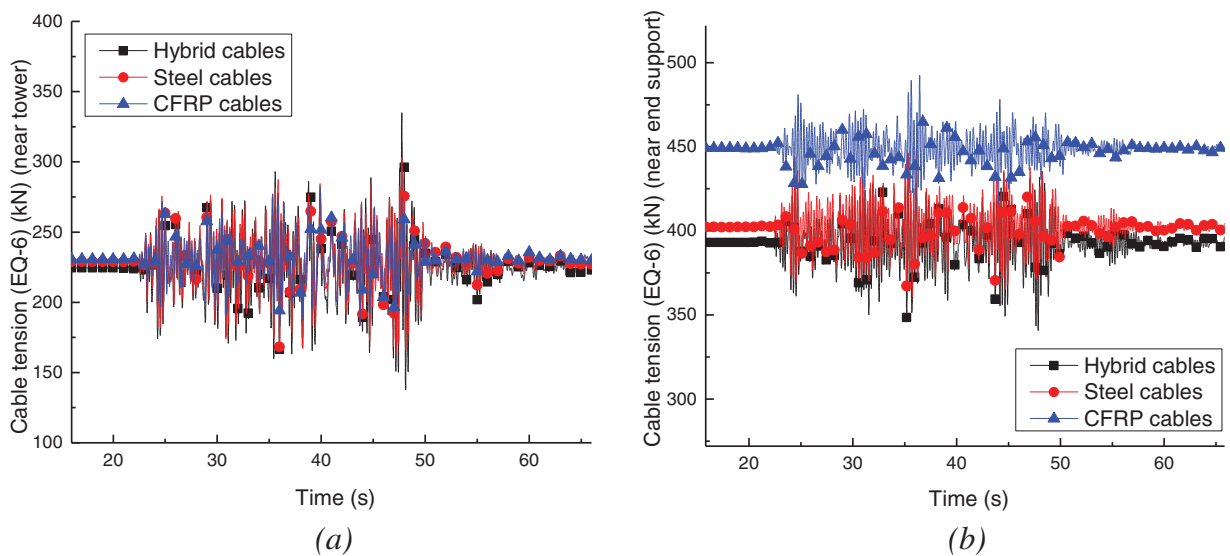 Cable tension (EQ-6) (kN) (near tower)
400
350
300
250
200
150
100
Hybrid cables
Steel cables
CFRP cables
20
30
40
50
60
Time (s)
(a)
Cable tension (EQ-6) (kN) (near end support)
500
450
400
350
300
Hybrid cables
Steel cables
CFRP cables
20
30
40
50
60
Time (s)
(b)